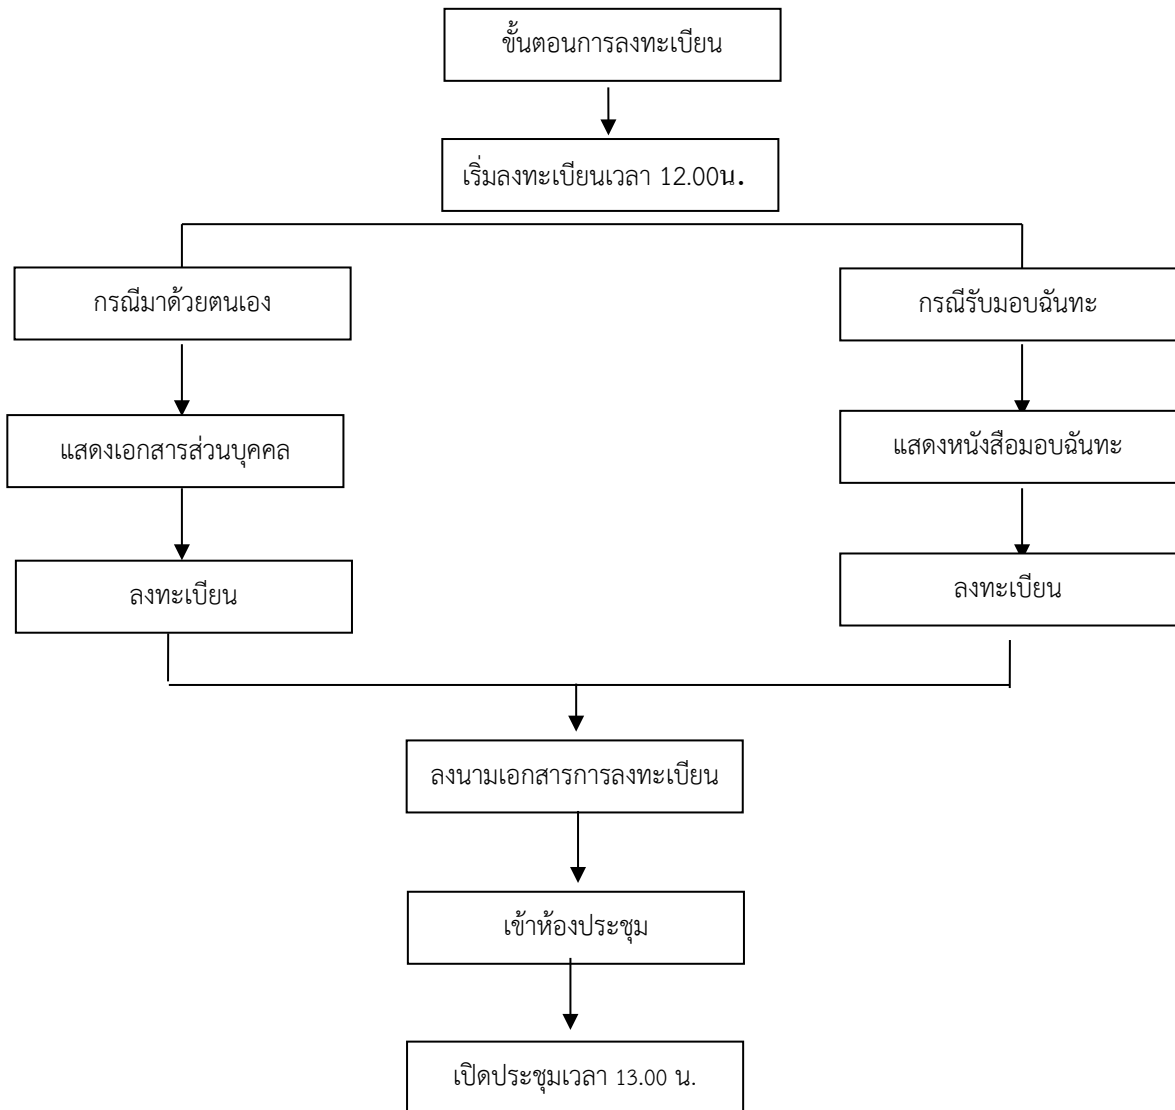 ขั้นตอนการลงทะเบียน
เริ่มลงทะเบียนเวลา 12.00น.
กรณีมาด้วยตนเอง
กรณีรับมอบฉันทะ
แสดงเอกสารส่วนบุคคล
แสดงหนังสือมอบฉันทะ
ลงทะเบียน
ลงทะเบียน
ลงนามเอกสารการลงทะเบียน
เข้าห้องประชุม
เปิดประชุมเวลา 13.00 น.